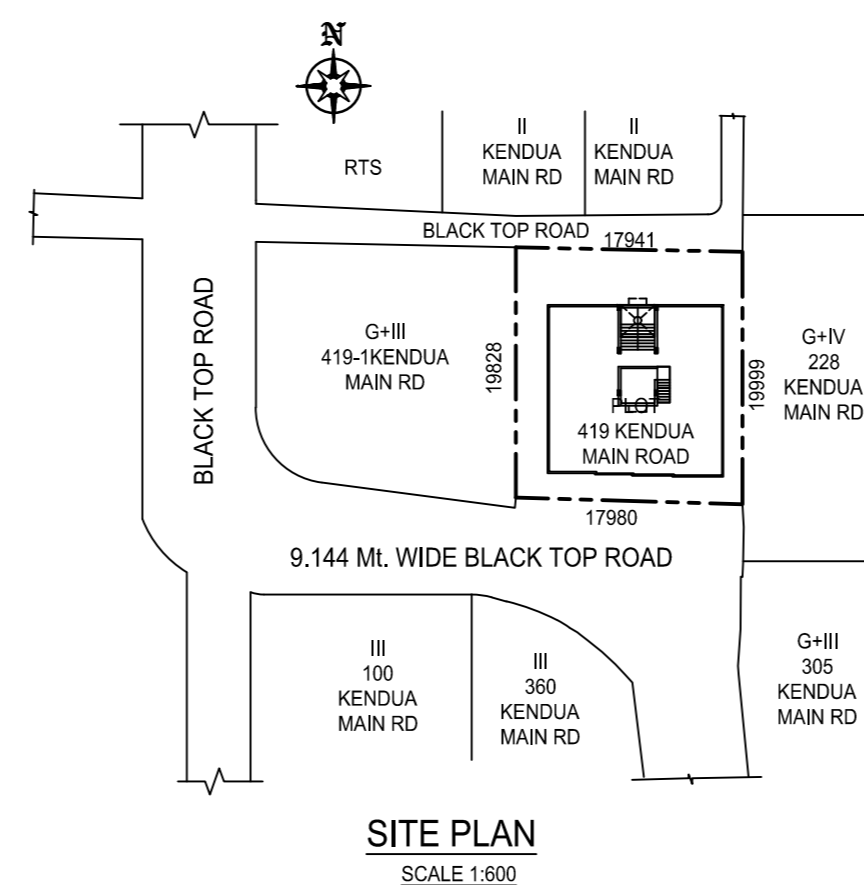 N
RTS
II
KENDUA
MAIN RD
II
KENDUA
MAIN RD
BLACK TOP ROAD
17941
BLACK TOP ROAD
G+III
419-1KENDUA
MAIN RD
19828
19999
G+IV
228
KENDUA
MAIN RD
419 KENDUA
MAIN ROAD
17980
9.144 Mt. WIDE BLACK TOP ROAD
III
100
KENDUA
MAIN RD
III
360
KENDUA
MAIN RD
G+III
305
KENDUA
MAIN RD
SITE PLAN
SCALE 1:600